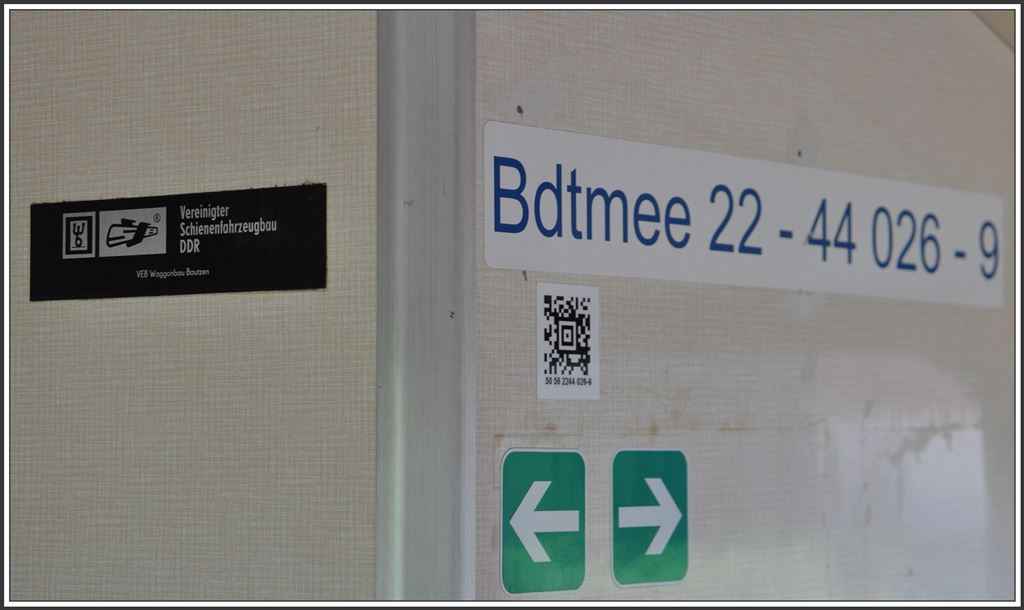 Vereinigter
Schienenfahrzeugbau
DDR
VEB Waggonbau Bautzen
Bdtmee 22 - 44 026 - 9
50 56 2244 026-9